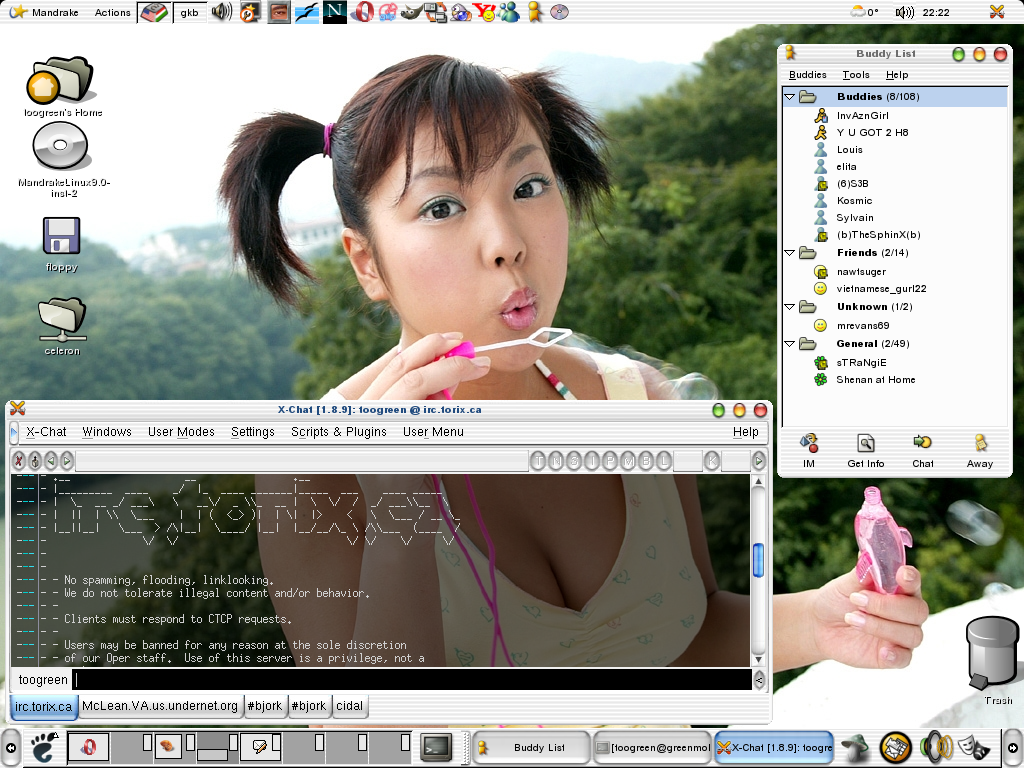 Mandrake Actions gkb N 0° 22:22
toogreen's Home
MandrakeLinux9.0-
inst-2
floppy
celeron
Buddy List
Buddies Tools Help
Buddies (8/108)
InvAznGirl
Y U GOT 2 H8
Louis
elita
(6)S3B
Kosmic
Sylvain
(b)TheSphinX(b)
Friends (2/14)
nawtsuger
vietnamese_gurl22
Unknown (1/2)
mrevans69
General (2/49)
sTRaNgiE
Shenan at Home
IM Get Info Chat Away
X-Chat [1.8.9]: toogreen @ irc.torix.ca
X-Chat Windows User Modes Settings Scripts & Plugins User Menu Help
T N S I P M B L K
irc.torix.ca
--- - - No spamming, flooding, linklooking.
--- - - We do not tolerate illegal content and/or behavior.
--- - - Clients must respond to CTCP requests.
--- - - Users may be banned for any reason at the sole discretion
--- - - of our Oper staff. Use of this server is a privilege, not a
toogreen
irc.torix.ca McLean.VA.us.undernet.org #bjork #bjork cidal
Trash
Buddy List [toogreen@greenmol X-Chat [1.8.9]: toogre